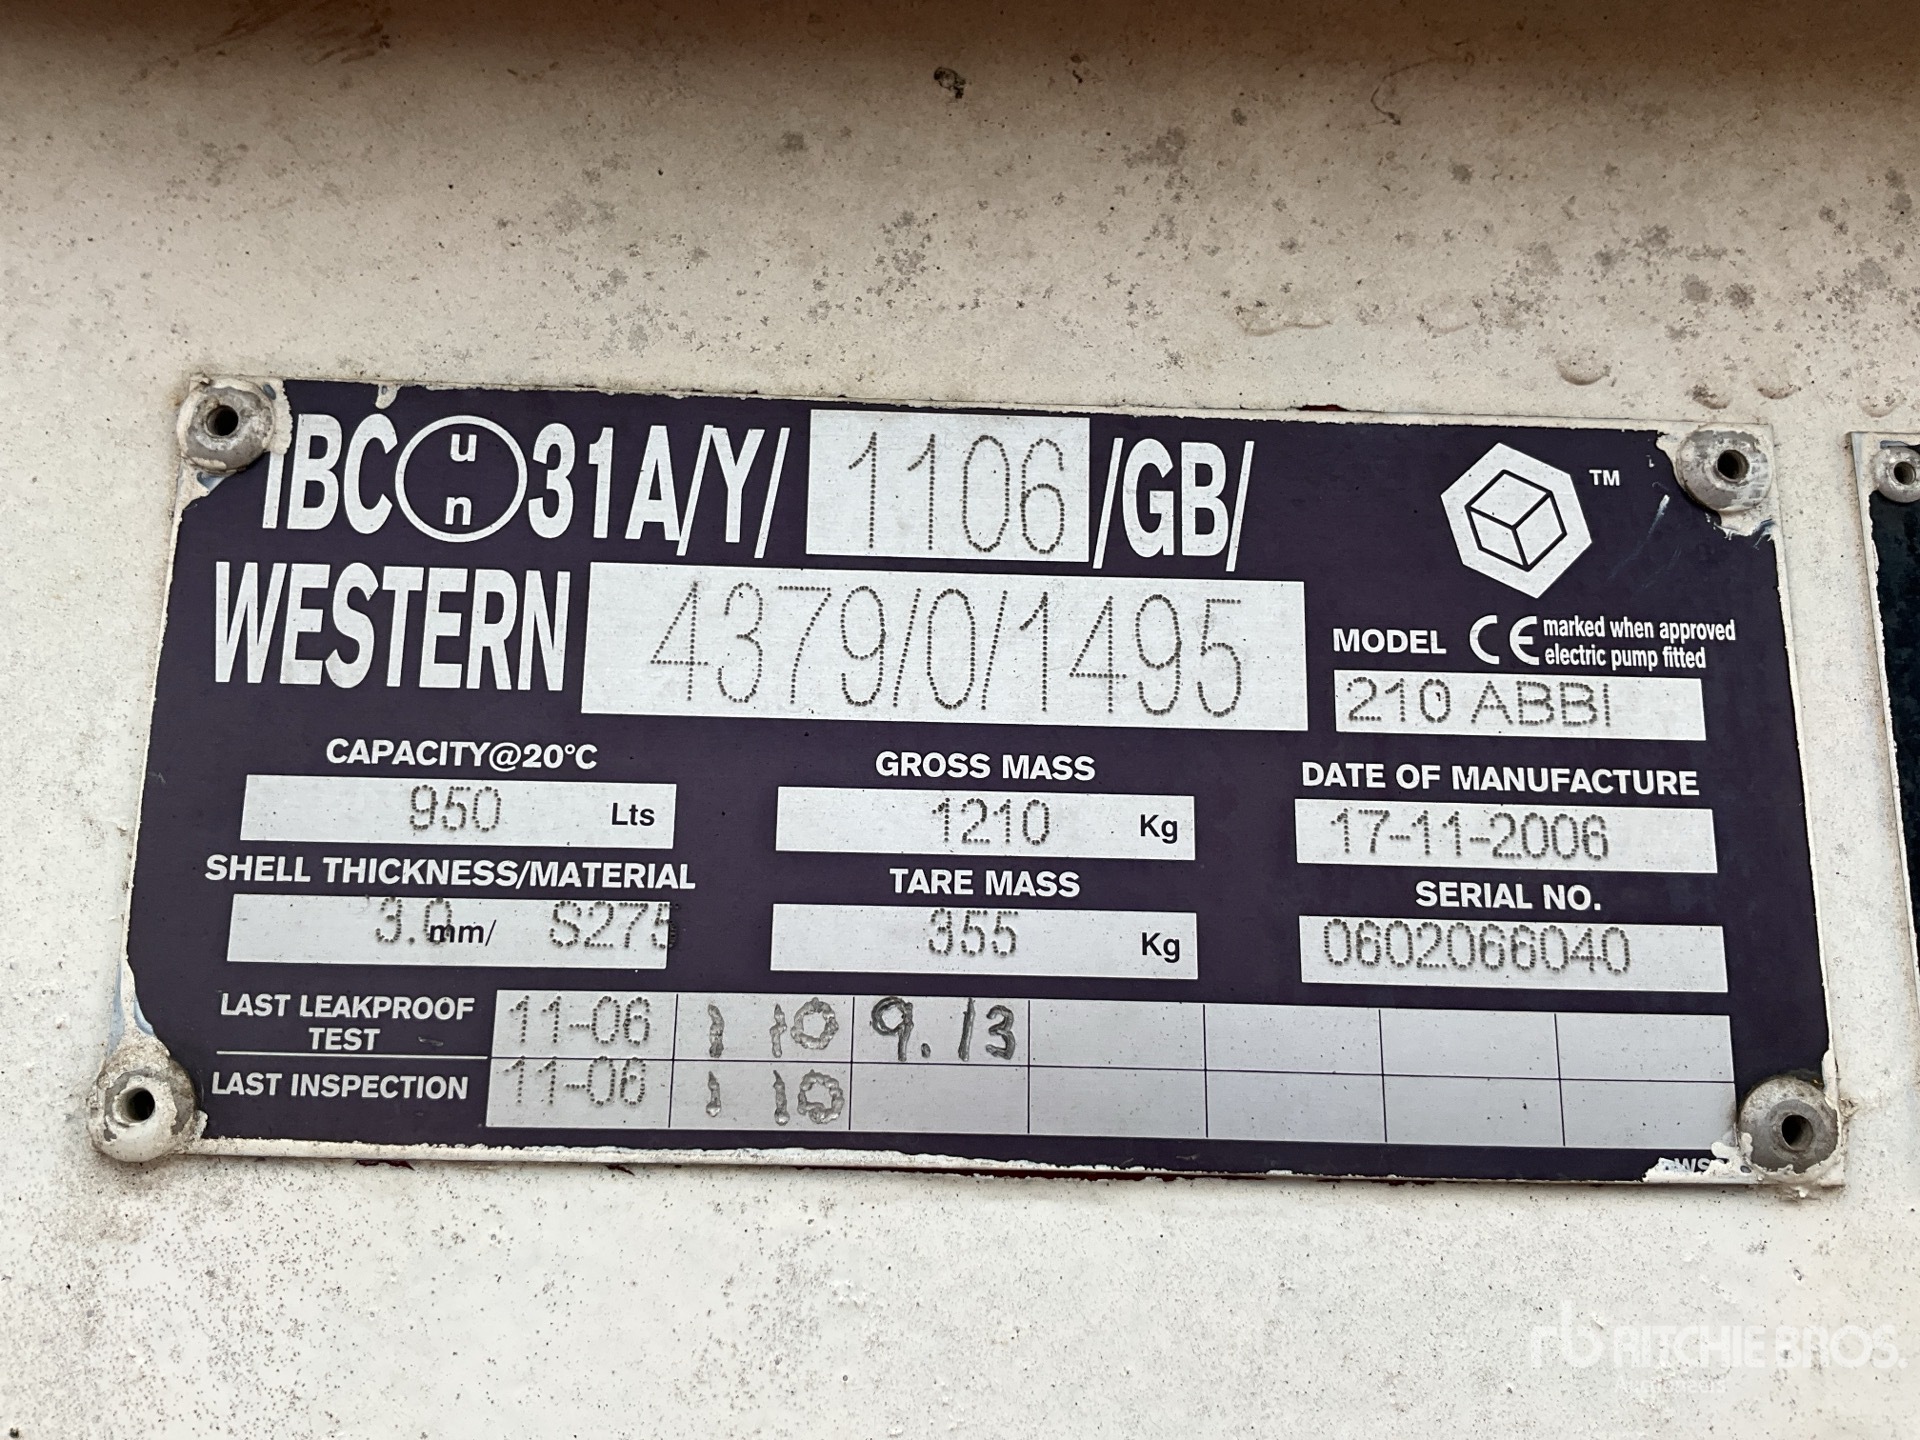 IBC un 31A/Y/ 1106 /GB/
WESTERN 4379/0/1495
TM
MODEL CE marked when approved
electric pump fitted
210 ABBI
CAPACITY@20°C GROSS MASS DATE OF MANUFACTURE
950 Lts 1210 Kg 17-11-2006
SHELL THICKNESS/MATERIAL TARE MASS SERIAL NO.
3.0 mm/ S275 355 Kg 0602066040
LAST LEAKPROOF TEST 11-06 1 10 9.13
LAST INSPECTION 11-06 1 10
rb RITCHIE BROS.
Auctioneers